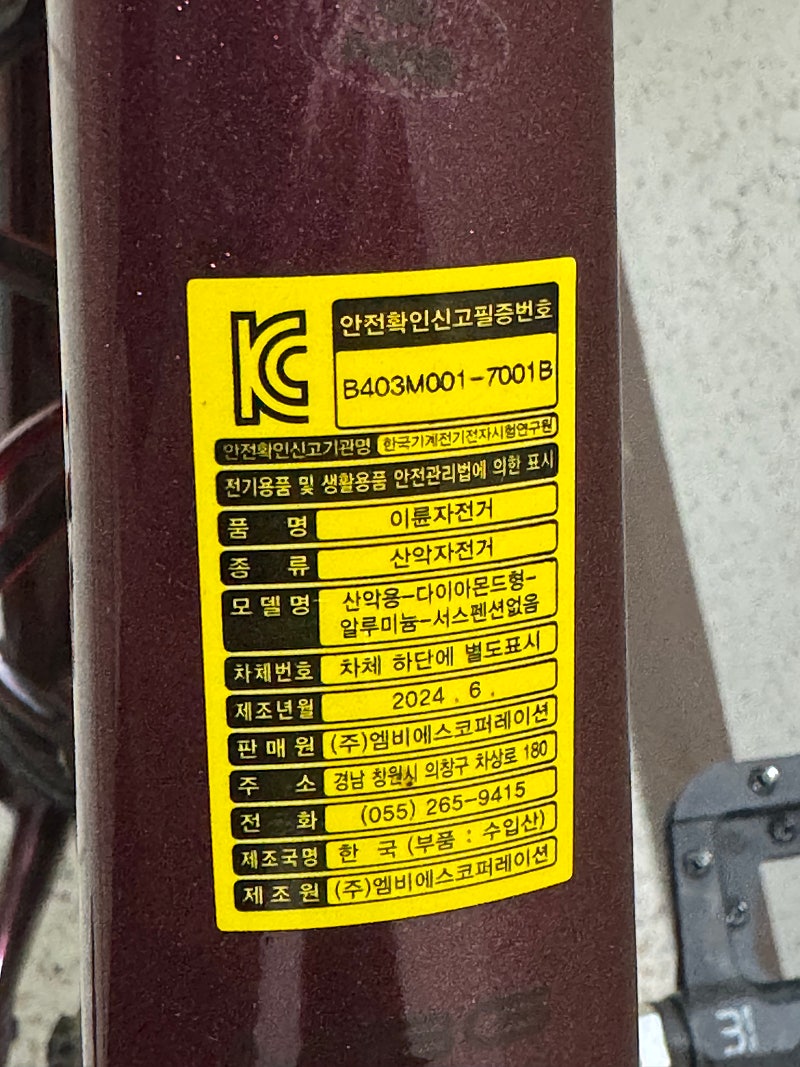 KC
안전확인신고필증번호
B403M001-7001B
안전확인신고기관명 한국기계전기전자시험연구원
전기용품 및 생활용품 안전관리법에 의한 표시
품 명 이륜자전거
종 류 산악자전거
모델명 산악용-다이아몬드형-
알루미늄-서스펜션없음
차체번호 차체 하단에 별도표시
제조년월 2024 . 6 .
판매원 (주)엠비에스코퍼레이션
주 소 경남 창원시 의창구 차상로 180
전 화 (055) 265-9415
제조국명 한 국 (부품 : 수입산)
제조원 (주)엠비에스코퍼레이션